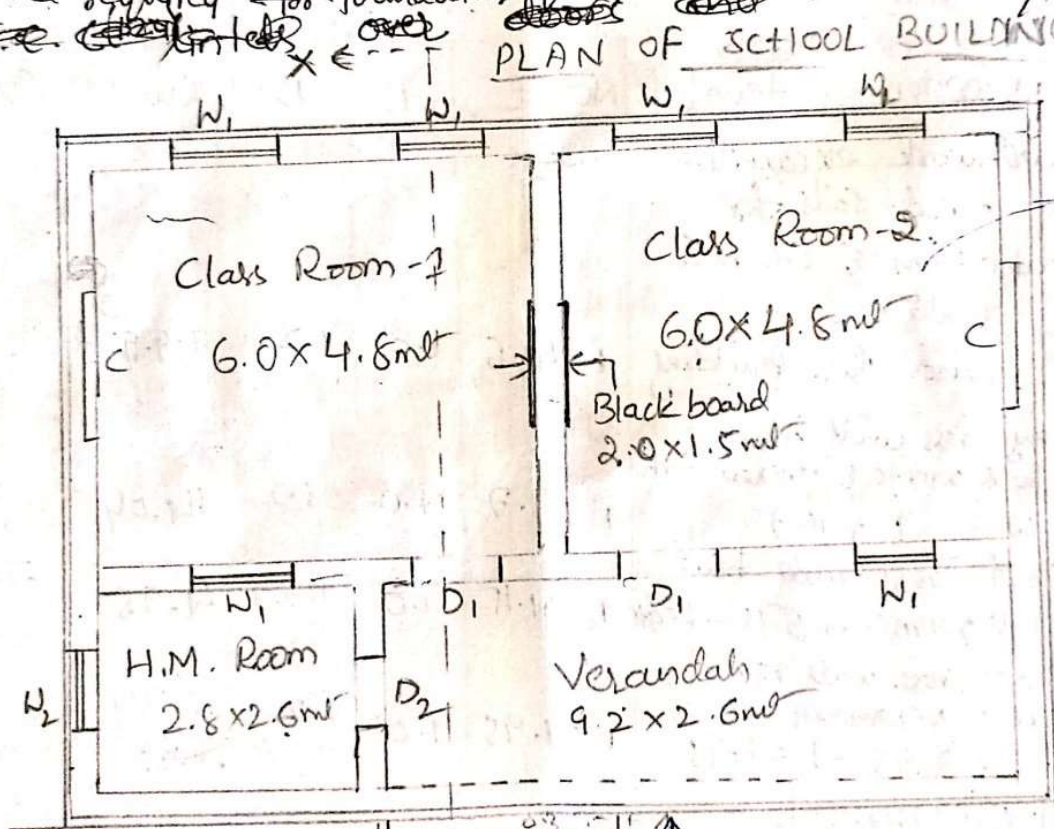 over
X
PLAN OF SCHOOL BUILDING
W1 W1 W1 W2
Class Room-1
Class Room-2.
6.0 X 4.8mt
6.0 X 4.8mt
C
C
Black board
2.0 X 1.5mt
W1 D1 D1 W1
H.M. Room
2.8 X 2.6mt
W2
D2
Verandah
9.2 X 2.6mt